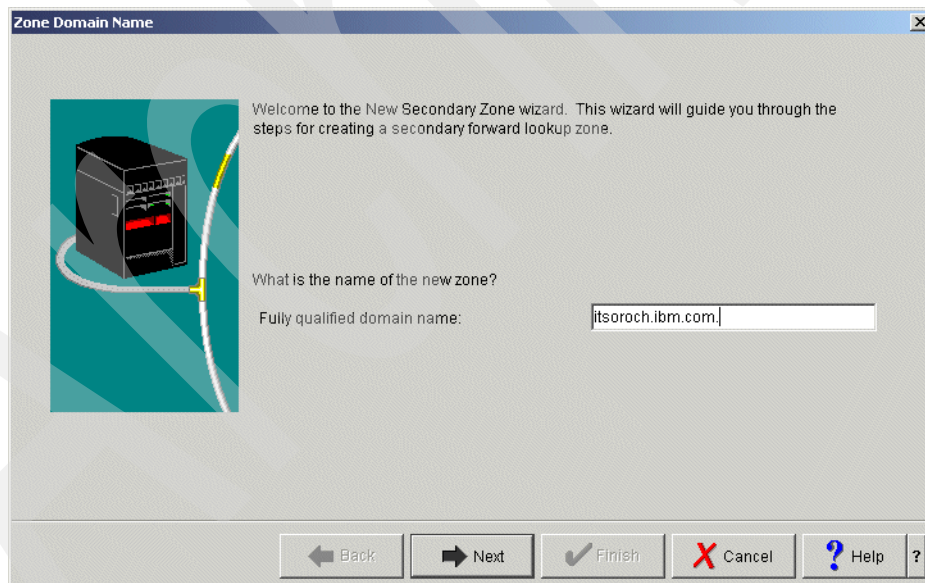 Zone Domain Name
Welcome to the New Secondary Zone wizard. This wizard will guide you through the
steps for creating a secondary forward lookup zone.
What is the name of the new zone?
Fully qualified domain name:
itsoroch.ibm.com.
Back
Next
Finish
Cancel
? Help
?